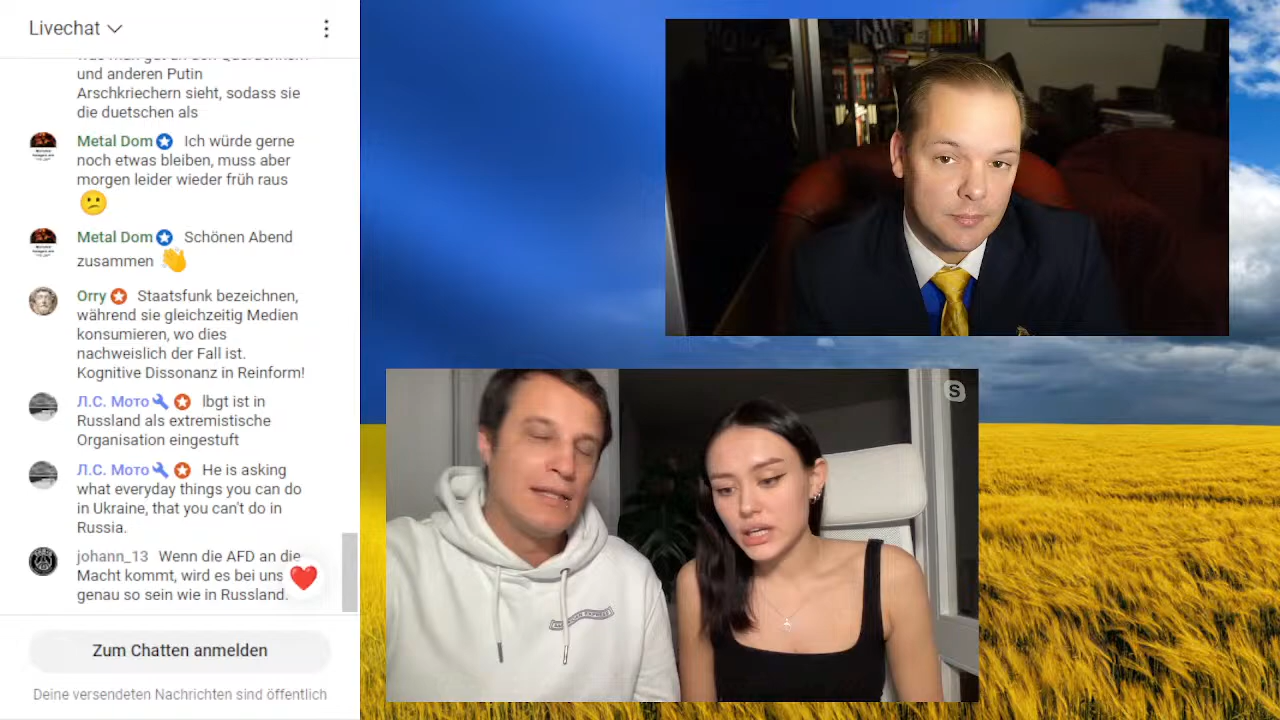 Livechat
und anderen Putin
Arschkriechern sieht, sodass sie
die duetschen als
Metal Dom Ich würde gerne
noch etwas bleiben, muss aber
morgen leider wieder früh raus
Metal Dom Schönen Abend
zusammen
Orry Staatsfunk bezeichnen,
während sie gleichzeitig Medien
konsumieren, wo dies
nachweislich der Fall ist.
Kognitive Dissonanz in Reinform!
Л.С. Мото lbgt ist in
Russland als extremistische
Organisation eingestuft
Л.С. Мото He is asking
what everyday things you can do
in Ukraine, that you can't do in
Russia.
johann_13 Wenn die AFD an die
Macht kommt, wird es bei uns
genau so sein wie in Russland.
Zum Chatten anmelden
Deine versendeten Nachrichten sind öffentlich